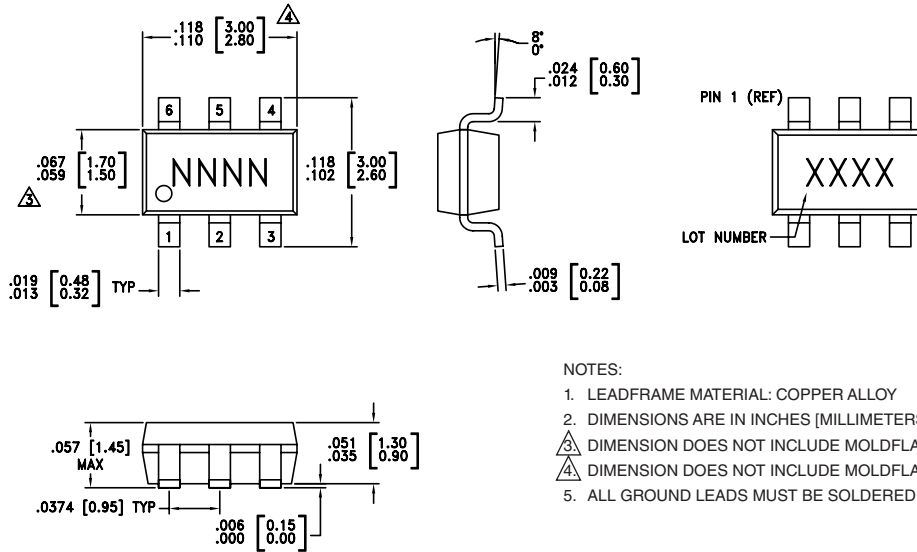 .118 [3.00]
.110 [2.80]
4
8°
0°
.024 [0.60]
.012 [0.30]
PIN 1 (REF)
6 5 4
.067 [1.70]
.059 [1.50]
3
NNNN
.118 [3.00]
.102 [2.60]
XXXX
1 2 3
LOT NUMBER
.019 [0.48]
.013 [0.32] TYP
.009 [0.22]
.003 [0.08]
.057 [1.45]
MAX
.051 [1.30]
.035 [0.90]
.0374 [0.95] TYP
.006 [0.15]
.000 [0.00]
NOTES:
1. LEADFRAME MATERIAL: COPPER ALLOY
2. DIMENSIONS ARE IN INCHES [MILLIMETERS
3. DIMENSION DOES NOT INCLUDE MOLDFLA
4. DIMENSION DOES NOT INCLUDE MOLDFLA
5. ALL GROUND LEADS MUST BE SOLDERED